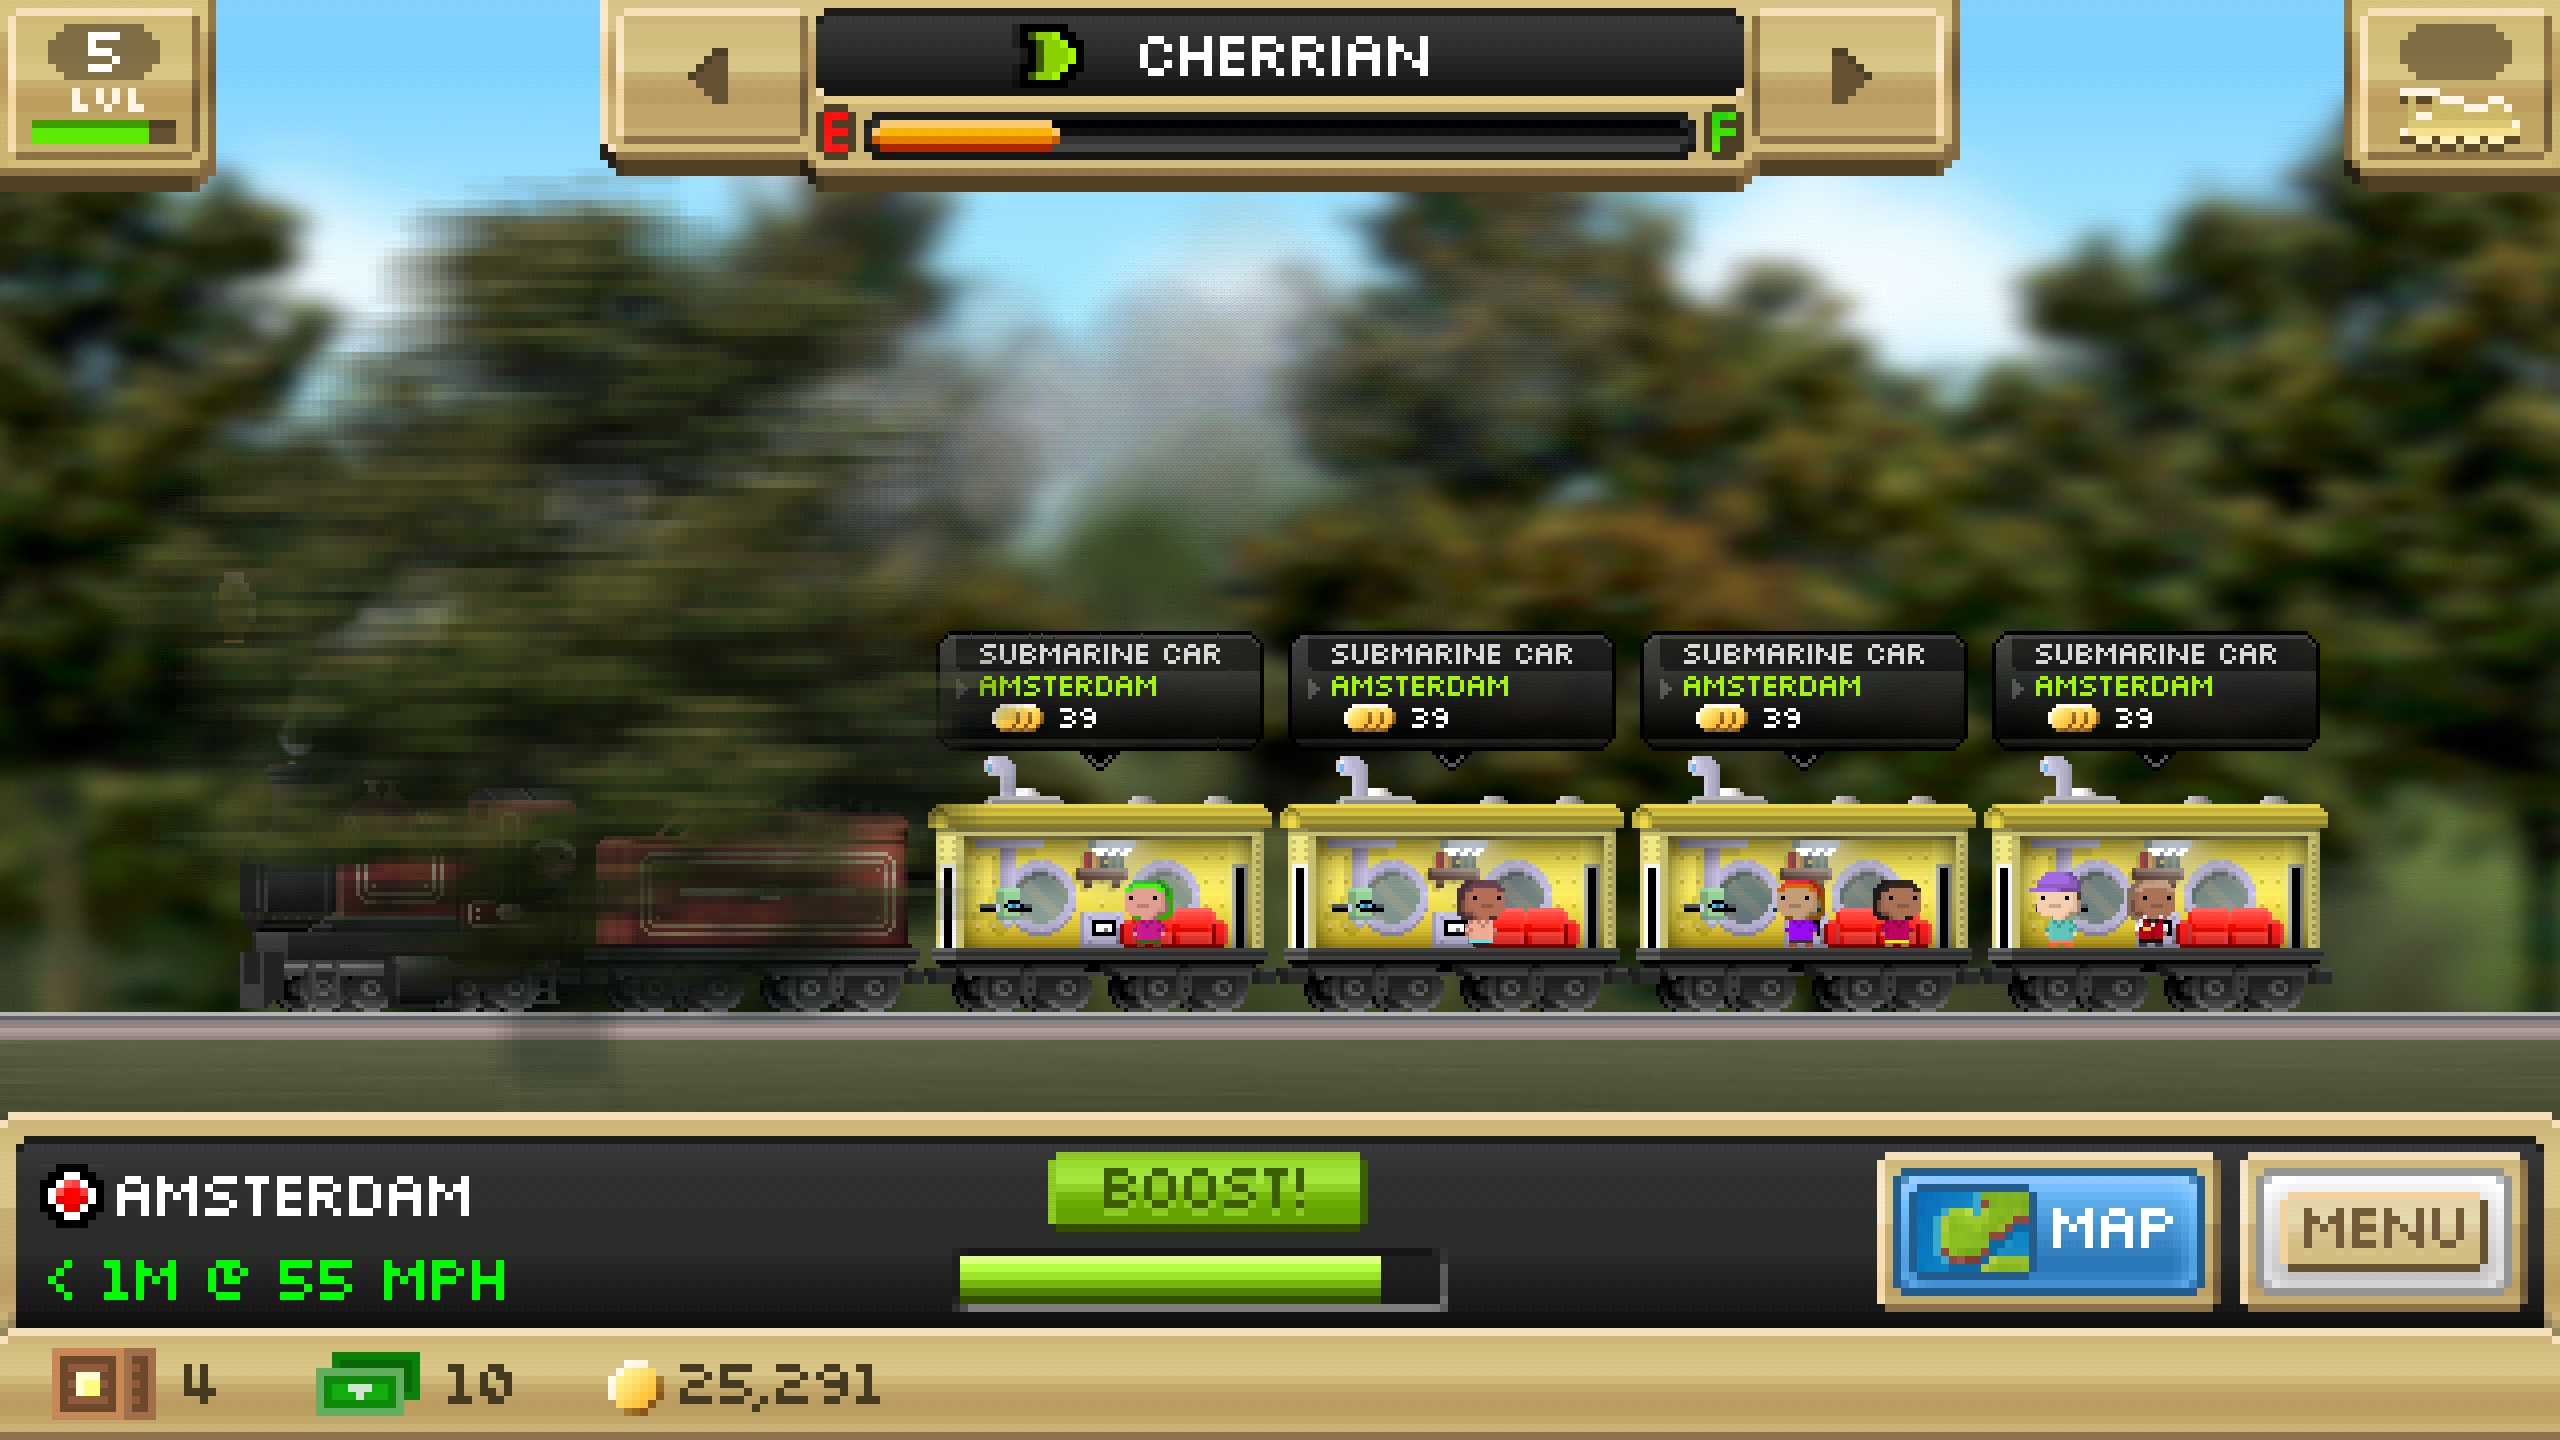 5
LVL
CHERRIAN
E F
SUBMARINE CAR
AMSTERDAM
39
SUBMARINE CAR
AMSTERDAM
39
SUBMARINE CAR
AMSTERDAM
39
SUBMARINE CAR
AMSTERDAM
39
AMSTERDAM
< 1M @ 55 MPH
BOOST!
MAP
MENU
4
10
25,291